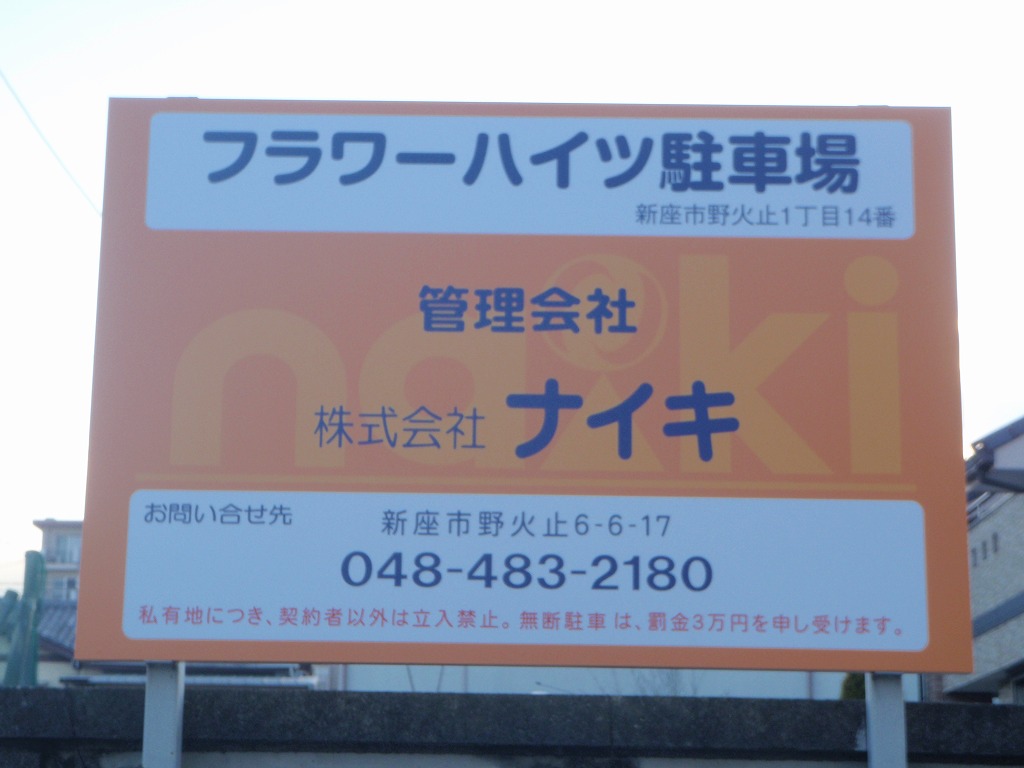 フラワーハイツ駐車場
新座市野火止1丁目14番
naiki
管理会社
株式会社 ナイキ
お問い合せ先
新座市野火止6-6-17
048-483-2180
私有地につき、契約者以外は立入禁止。無断駐車は、罰金3万円を申し受けます。